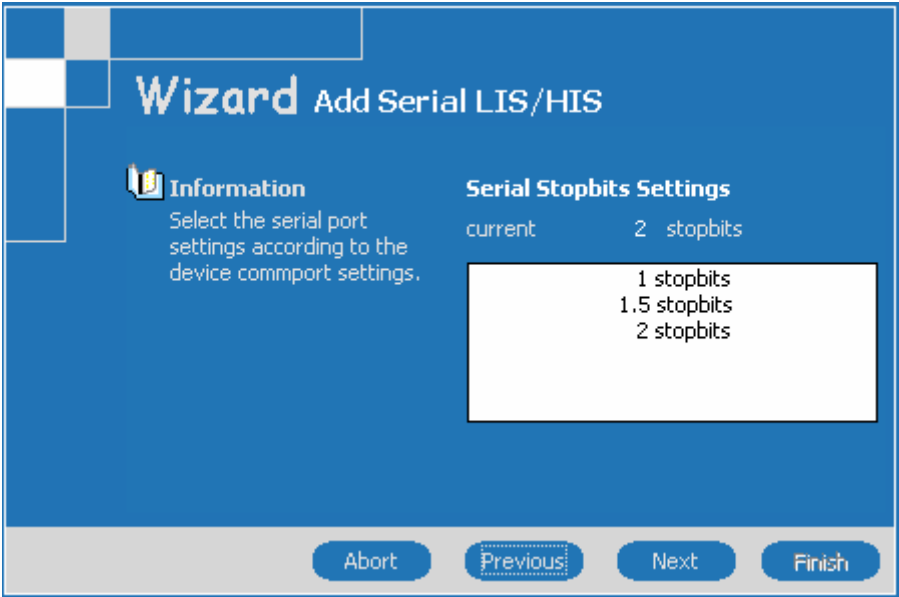 Wizard Add Serial LIS/HIS
Information
Select the serial port
settings according to the
device commport settings.
Serial Stopbits Settings
current 2 stopbits
1 stopbits
1.5 stopbits
2 stopbits
Abort Previous Next Finish